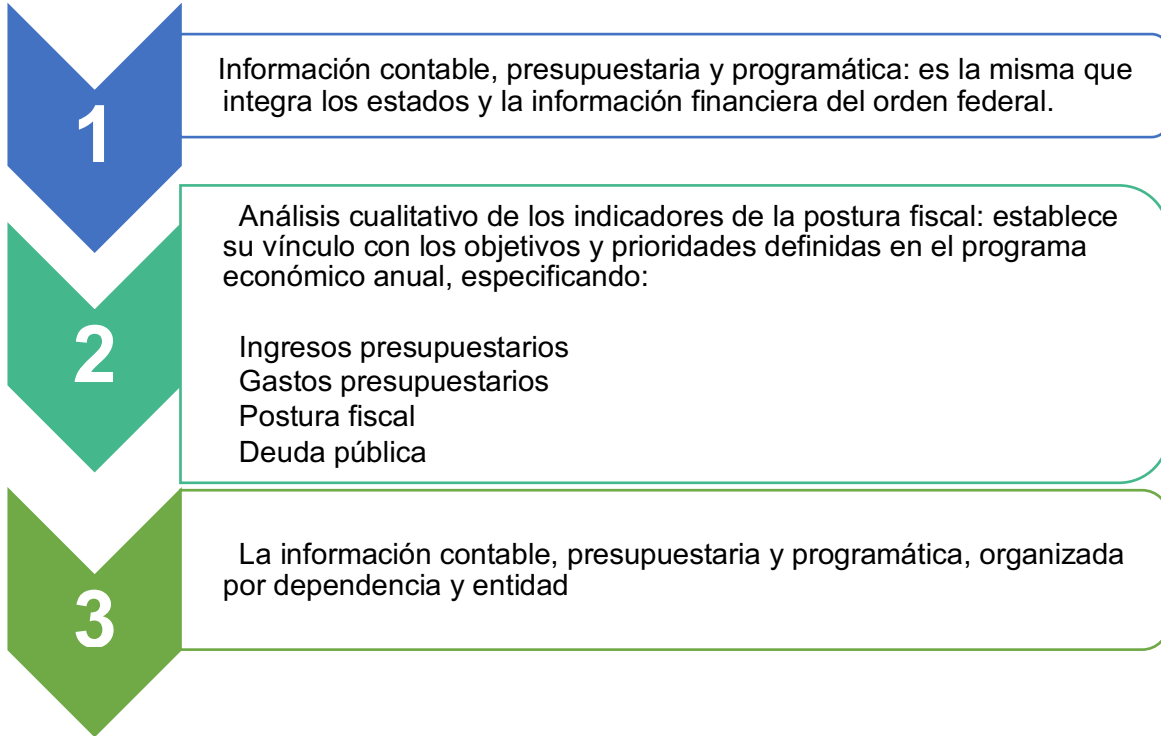 1
Información contable, presupuestaria y programática: es la misma que
integra los estados y la información financiera del orden federal.
2
Análisis cualitativo de los indicadores de la postura fiscal: establece
su vínculo con los objetivos y prioridades definidas en el programa
económico anual, especificando:
Ingresos presupuestarios
Gastos presupuestarios
Postura fiscal
Deuda pública
3
La información contable, presupuestaria y programática, organizada
por dependencia y entidad